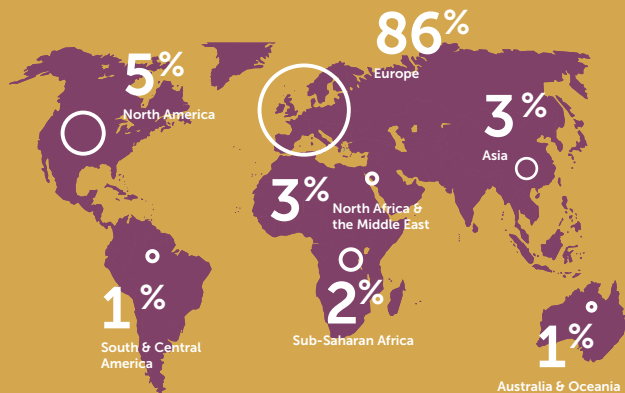 86%
Europe
5%
North America
3%
Asia
3%
North Africa &
the Middle East
2%
Sub-Saharan Africa
1%
South & Central
America
1%
Australia & Oceania